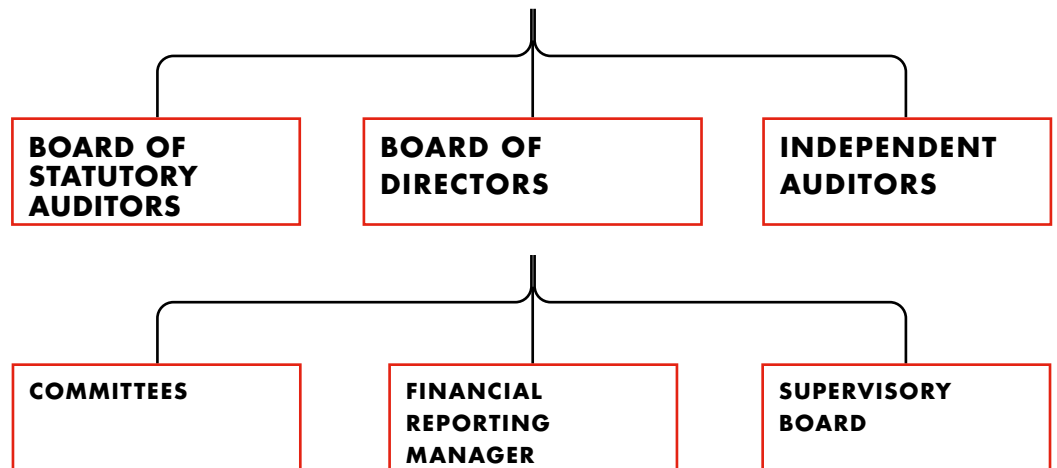 BOARD OF
STATUTORY
AUDITORS
BOARD OF
DIRECTORS
INDEPENDENT
AUDITORS
COMMITTEES
FINANCIAL
REPORTING
MANAGER
SUPERVISORY
BOARD